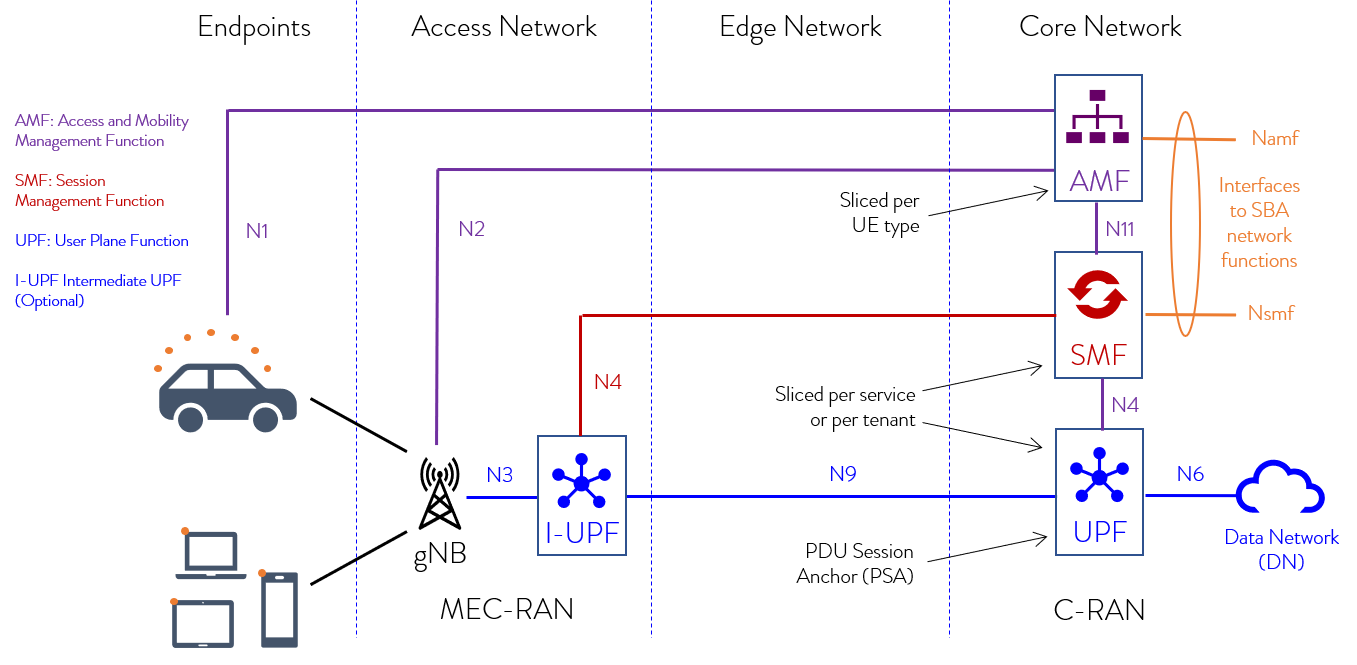 Endpoints
Access Network
Edge Network
Core Network
AMF: Access and Mobility
Management Function
SMF: Session
Management Function
UPF: User Plane Function
I-UPF Intermediate UPF
(Optional)
N1
N2
AMF
Sliced per
UE type
N11
Namf
Interfaces
to SBA
network
functions
Nsmf
SMF
N4
Sliced per service
or per tenant
N4
gNB
N3
I-UPF
N9
UPF
N6
Data Network
(DN)
PDU Session
Anchor (PSA)
MEC-RAN
C-RAN